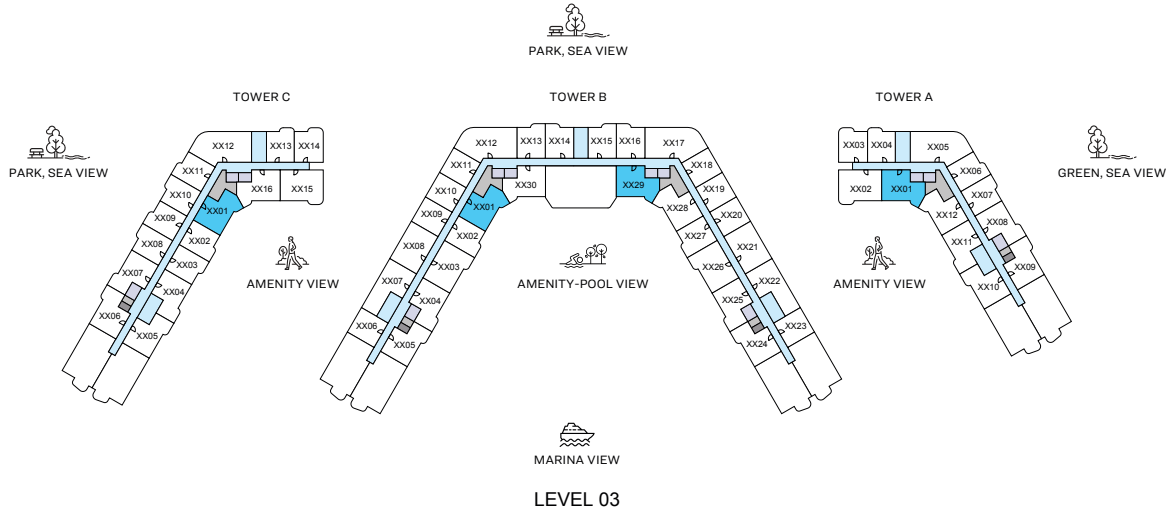 PARK, SEA VIEW
TOWER C
TOWER B
TOWER A
PARK, SEA VIEW
GREEN, SEA VIEW
XX12
XX13
XX14
XX11
XX16
XX15
XX10
XX01
XX09
XX02
XX08
XX03
XX07
XX04
XX06
XX05
XX12
XX13
XX14
XX15
XX16
XX17
XX11
XX30
XX29
XX18
XX10
XX01
XX28
XX19
XX09
XX02
XX27
XX20
XX08
XX03
XX26
XX21
XX07
XX04
XX25
XX22
XX06
XX05
XX24
XX23
XX03
XX04
XX05
XX02
XX01
XX06
XX12
XX07
XX11
XX08
XX10
XX09
AMENITY VIEW
AMENITY-POOL VIEW
AMENITY VIEW
MARINA VIEW
LEVEL 03